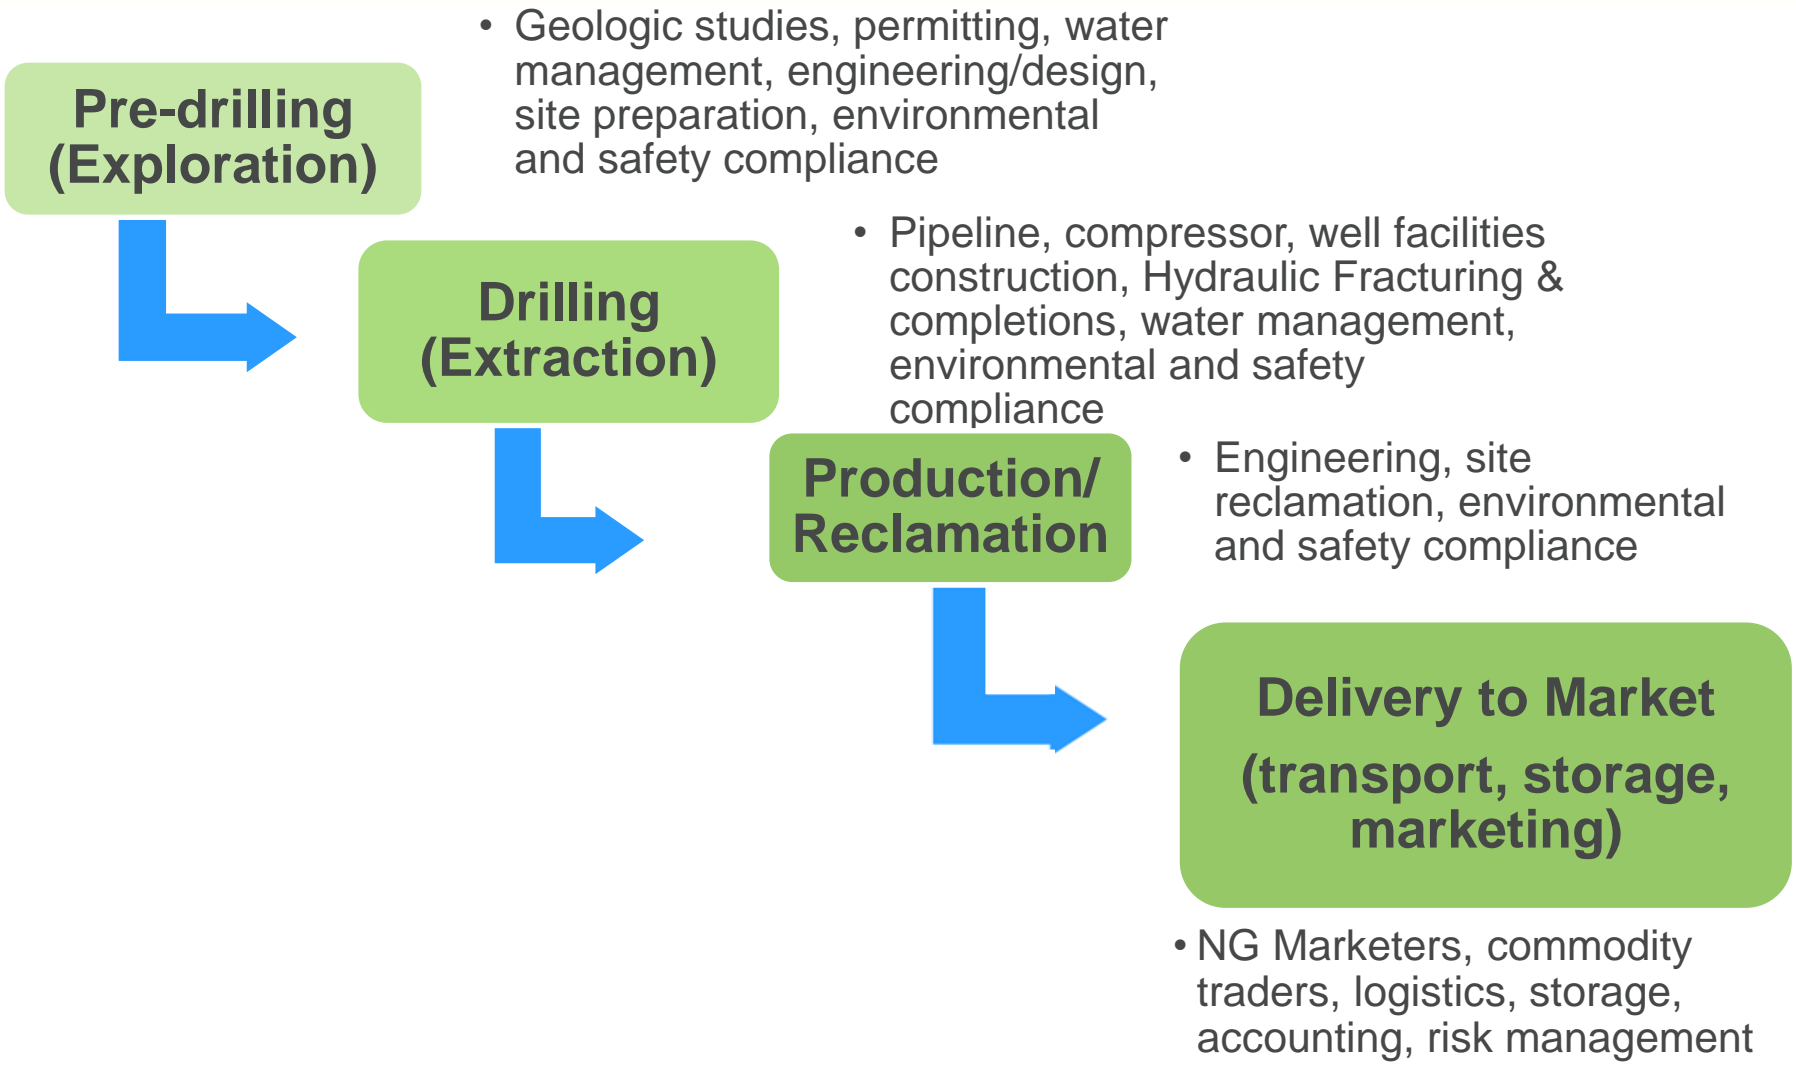 Pre-drilling
(Exploration)
• Geologic studies, permitting, water
management, engineering/design,
site preparation, environmental
and safety compliance
Drilling
(Extraction)
• Pipeline, compressor, well facilities
construction, Hydraulic Fracturing &
completions, water management,
environmental and safety
compliance
Production/
Reclamation
• Engineering, site
reclamation, environmental
and safety compliance
Delivery to Market
(transport, storage,
marketing)
• NG Marketers, commodity
traders, logistics, storage,
accounting, risk management